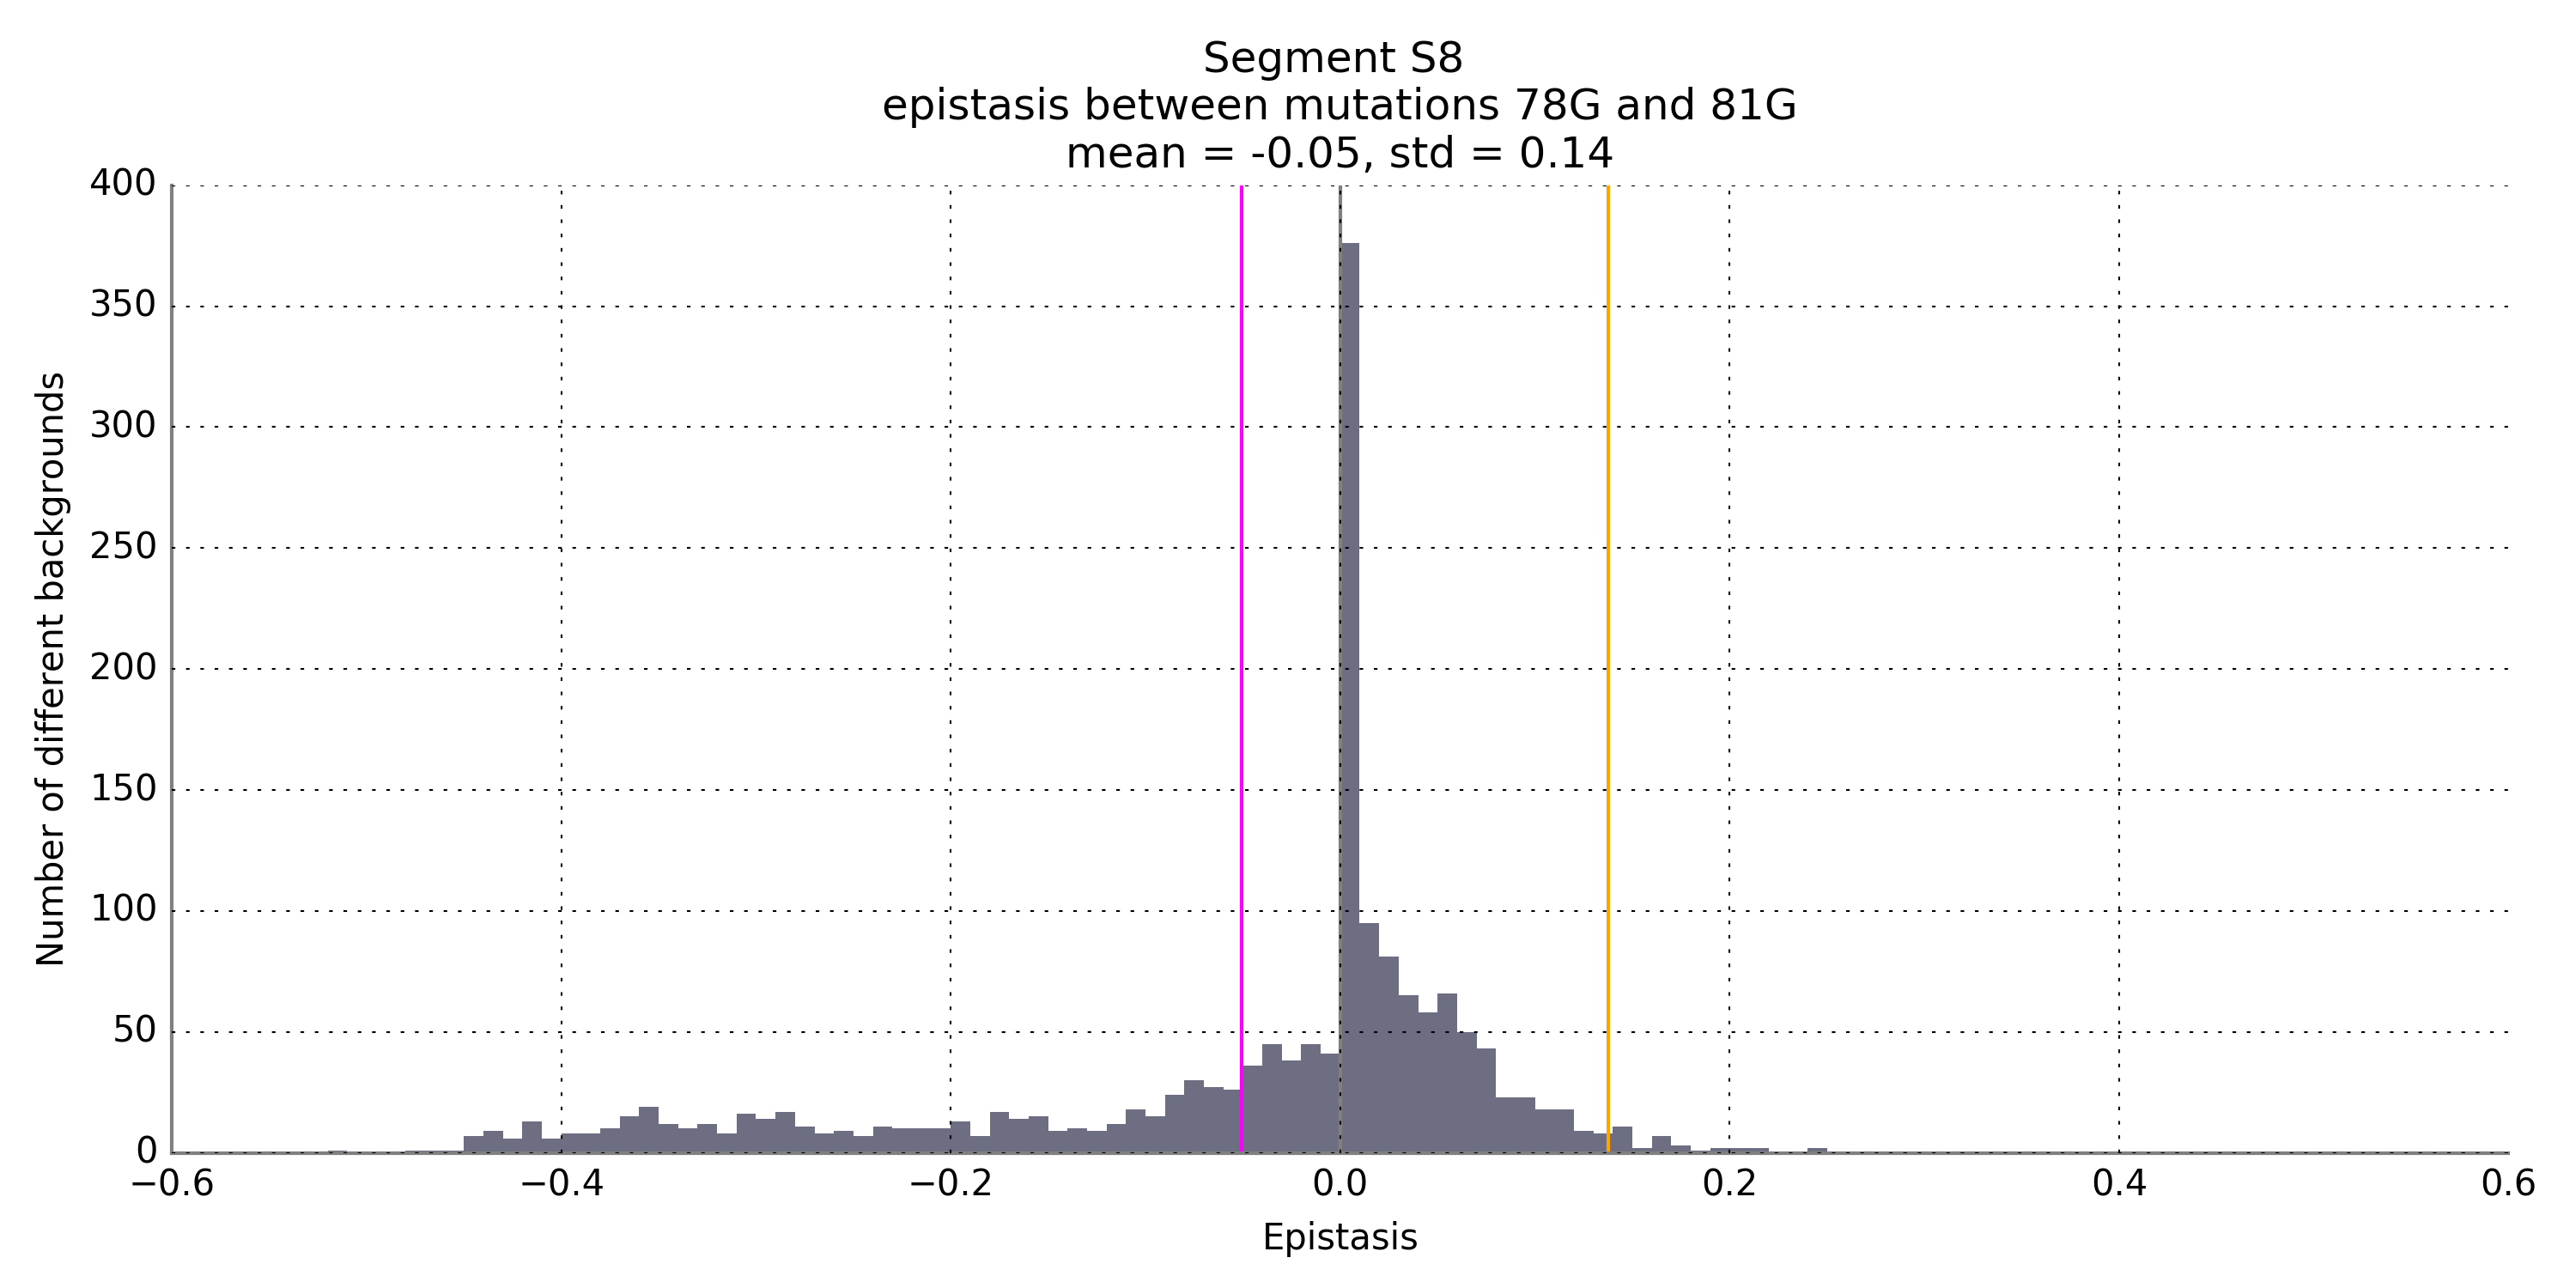 Segment S8
epistasis between mutations 78G and 81G
mean = -0.05, std = 0.14
Number of different backgrounds
400
350
300
250
200
150
100
50
0
−0.6 −0.4 −0.2 0.0 0.2 0.4 0.6
Epistasis